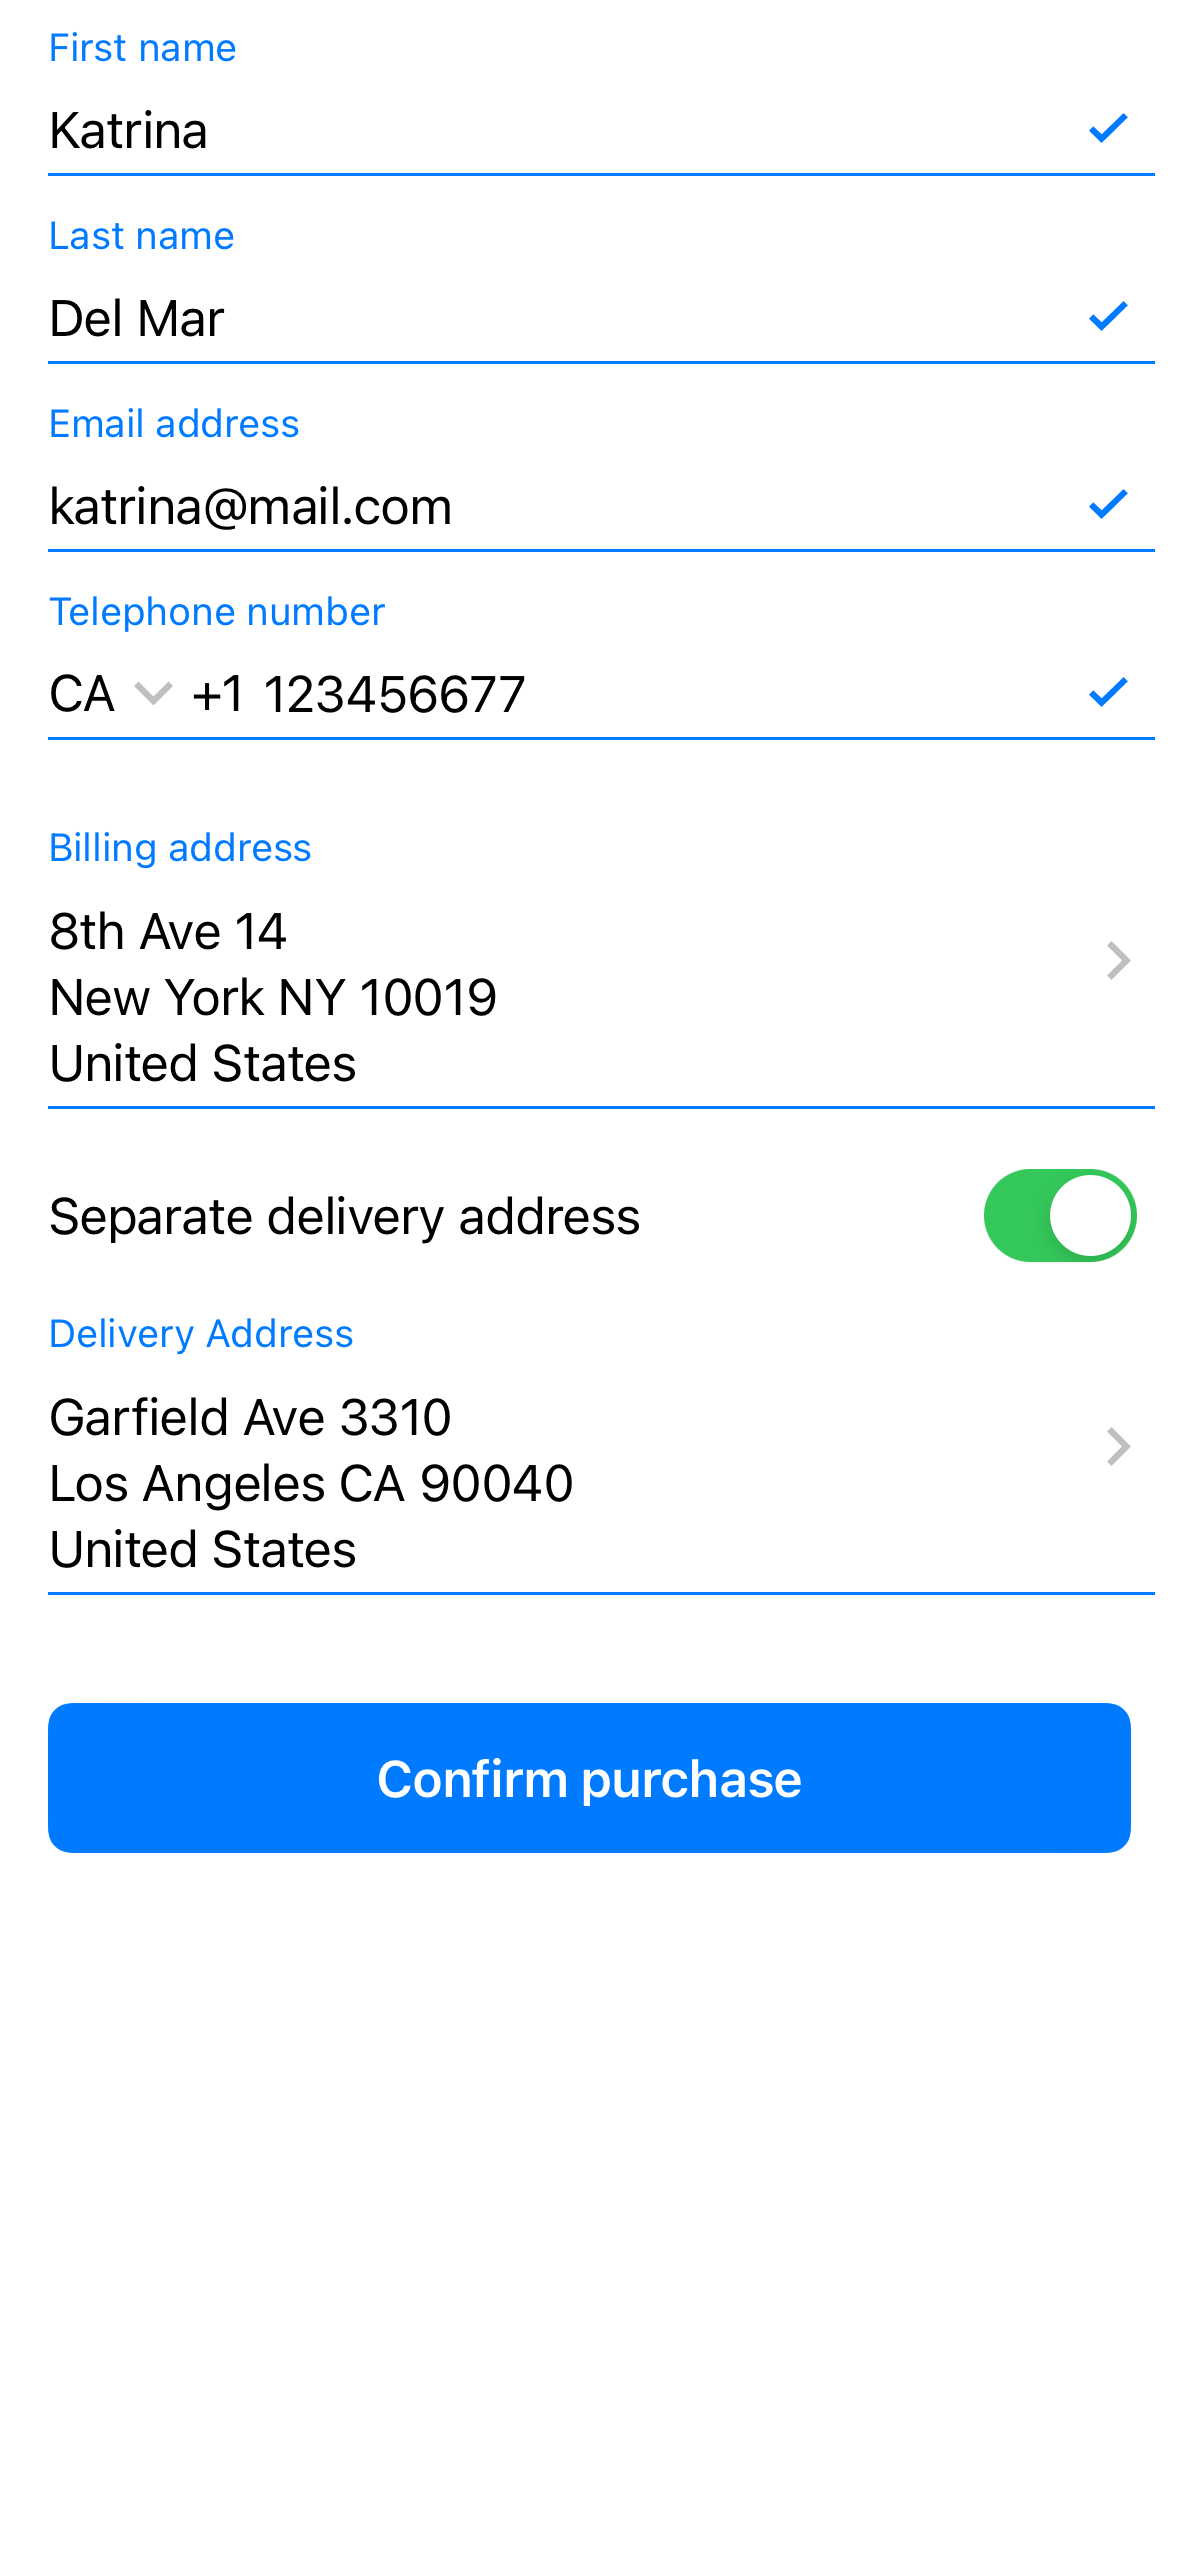 First name
Katrina
Last name
Del Mar
Email address
katrina@mail.com
Telephone number
CA +1 123456677
Billing address
8th Ave 14
New York NY 10019
United States
Separate delivery address
Delivery Address
Garfield Ave 3310
Los Angeles CA 90040
United States
Confirm purchase